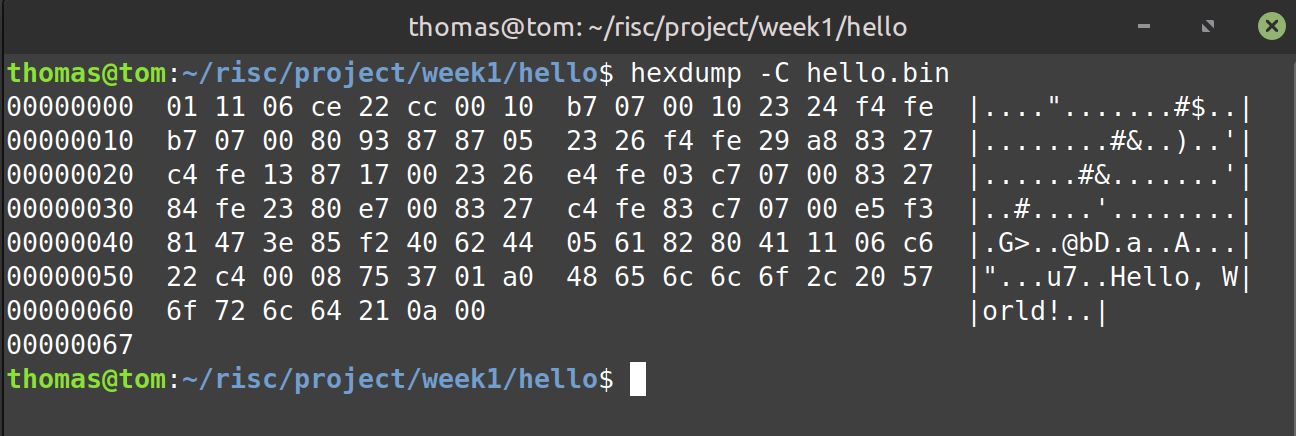 thomas@tom: ~/risc/project/week1/hello
thomas@tom:~/risc/project/week1/hello$ hexdump -C hello.bin
00000000  01 11 06 ce 22 cc 00 10  b7 07 00 10 23 24 f4 fe  |....".......#$..|
00000010  b7 07 00 80 93 87 87 05  23 26 f4 fe 29 a8 83 27  |........#&..)..'|
00000020  c4 fe 13 87 17 00 23 26  e4 fe 03 c7 07 00 83 27  |......#&.......'|
00000030  84 fe 23 80 e7 00 83 27  c4 fe 83 c7 07 00 e5 f3  |..#....'........|
00000040  81 47 3e 85 f2 40 62 44  05 61 82 80 41 11 06 c6  |.G>..@bD.a..A...|
00000050  22 c4 00 08 75 37 01 a0  48 65 6c 6c 6f 2c 20 57  |"...u7..Hello, W|
00000060  6f 72 6c 64 21 0a 00                              |orld!..|
00000067
thomas@tom:~/risc/project/week1/hello$